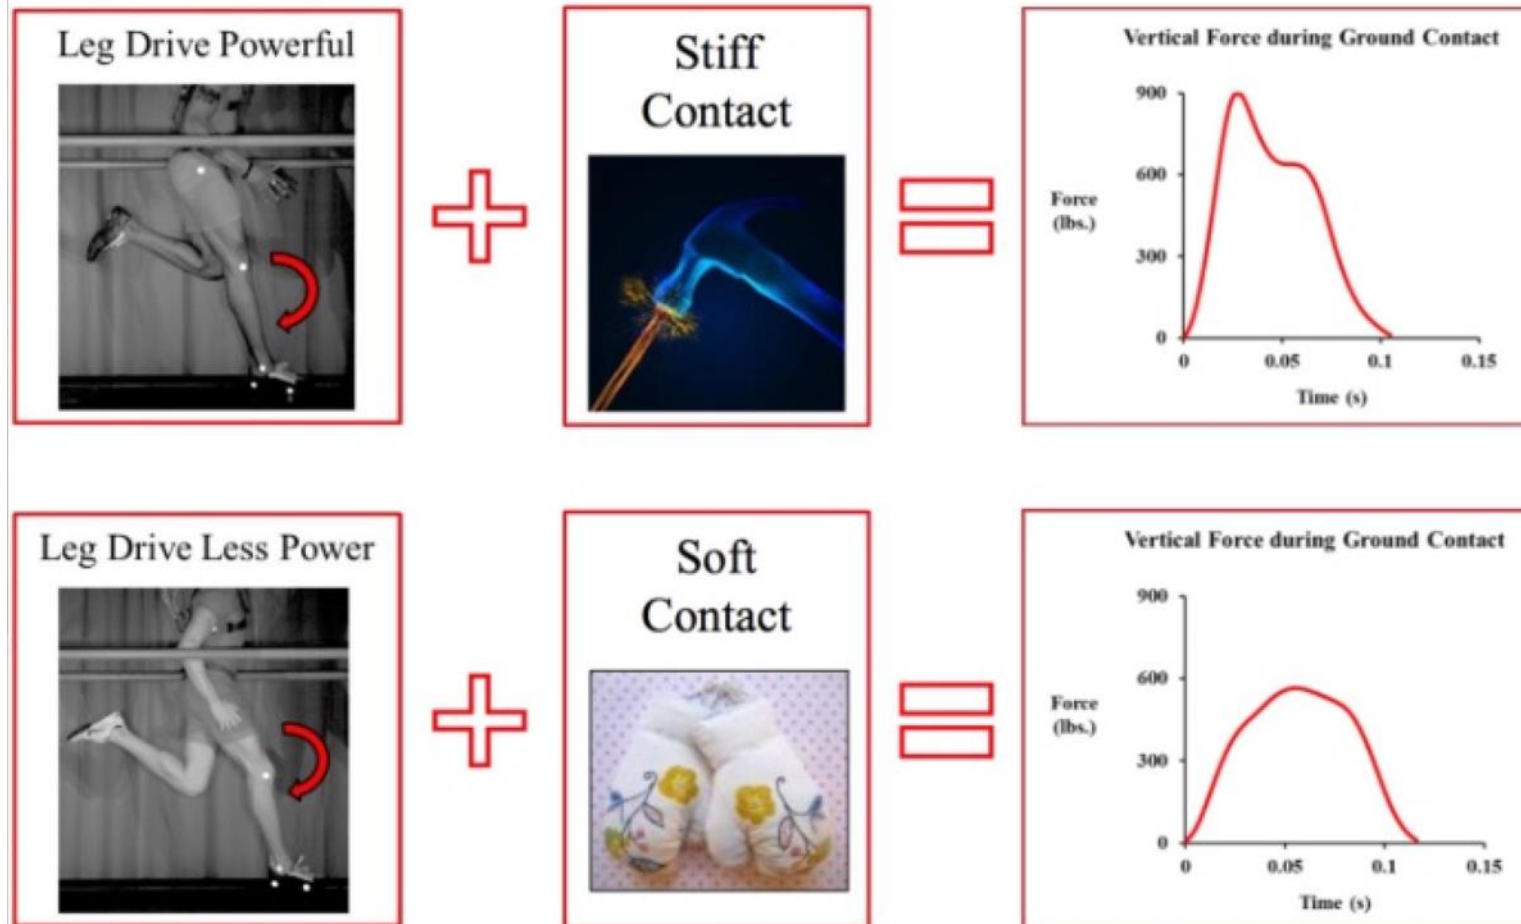 Leg Drive Powerful
Stiff
Contact
Vertical Force during Ground Contact
900
600
Force
(lbs.)
300
0
0 0.05 0.1 0.15
Time (s)
Leg Drive Less Power
Soft
Contact
Vertical Force during Ground Contact
900
600
Force
(lbs.)
300
0
0 0.05 0.1 0.15
Time (s)